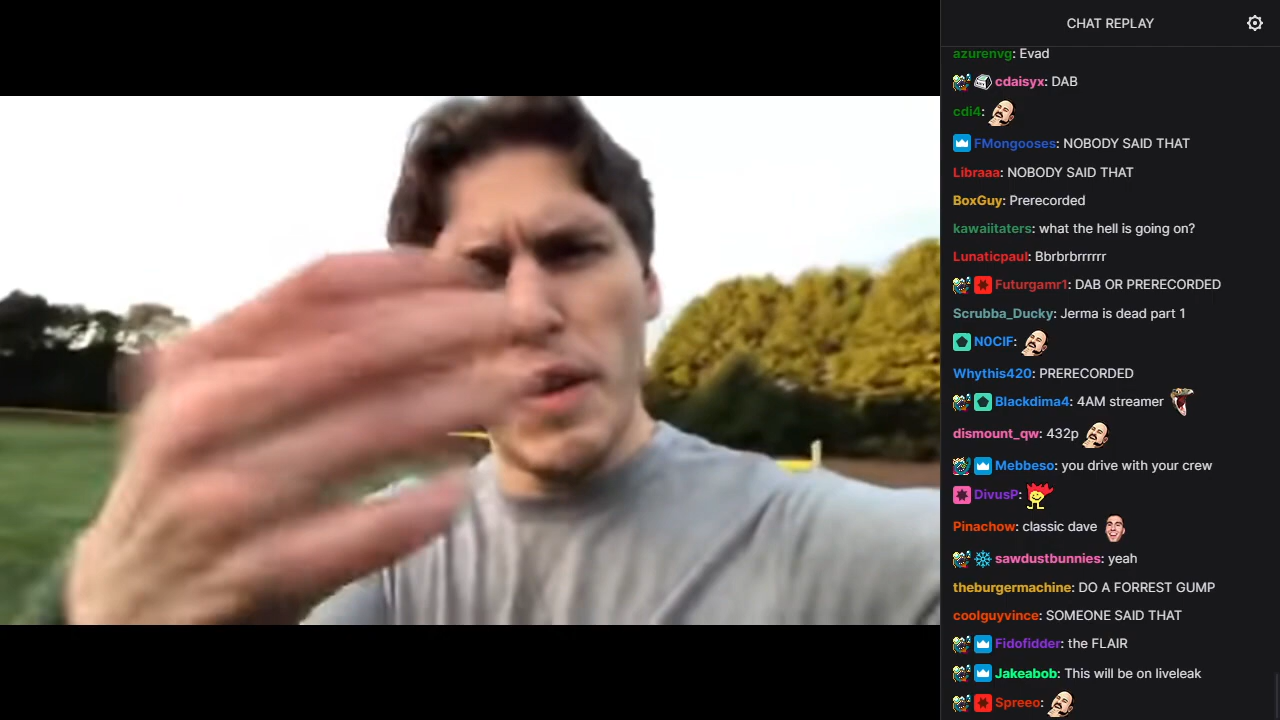 CHAT REPLAY
azurenvg: Evad
cdaisyx: DAB
cdi4:
FMongooses: NOBODY SAID THAT
Libraaa: NOBODY SAID THAT
BoxGuy: Prerecorded
kawaiitaters: what the hell is going on?
Lunaticpaul: Bbrbrbrrrrrr
Futurgamr1: DAB OR PRERECORDED
Scrubba_Ducky: Jerma is dead part 1
N0CIF:
Whythis420: PRERECORDED
Blackdima4: 4AM streamer
dismount_qw: 432p
Mebbeso: you drive with your crew
DivusP:
Pinachow: classic dave
sawdustbunnies: yeah
theburgermachine: DO A FORREST GUMP
coolguyvince: SOMEONE SAID THAT
Fidofidder: the FLAIR
Jakeabob: This will be on liveleak
Spreeo: